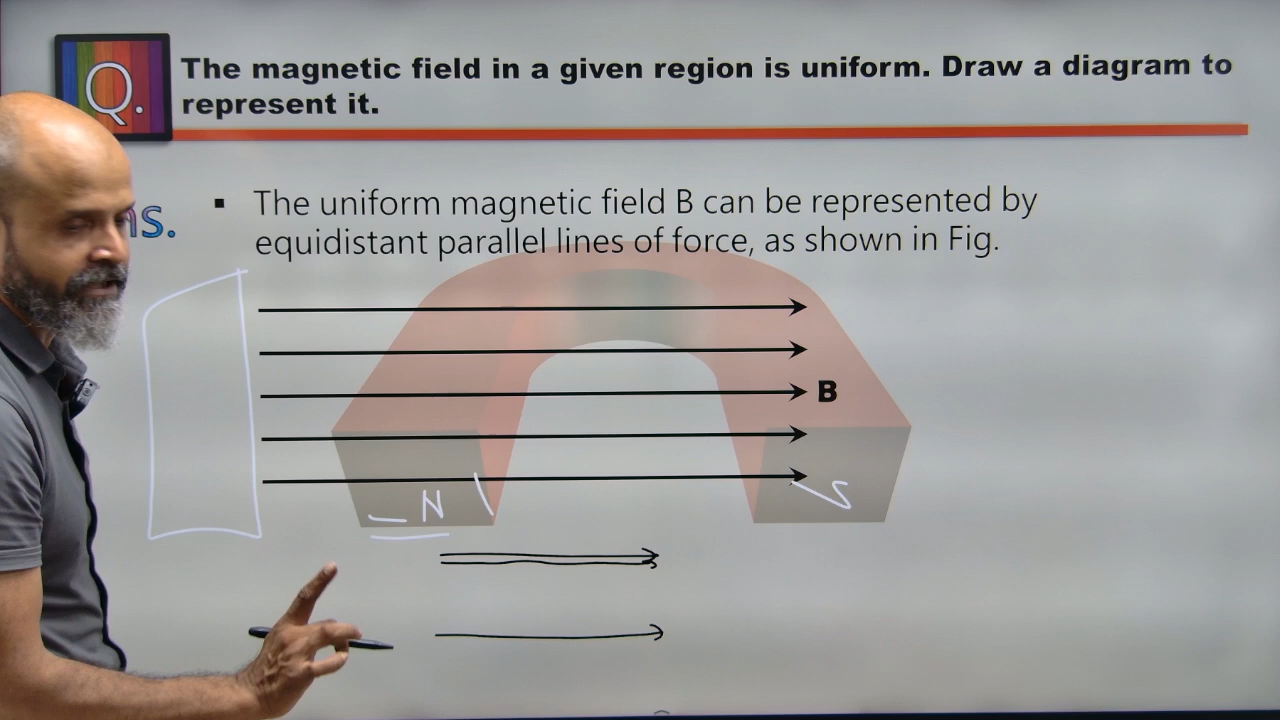 Q.
The magnetic field in a given region is uniform. Draw a diagram to
represent it.
ns.
▪ The uniform magnetic field B can be represented by
equidistant parallel lines of force, as shown in Fig.
B
N
S